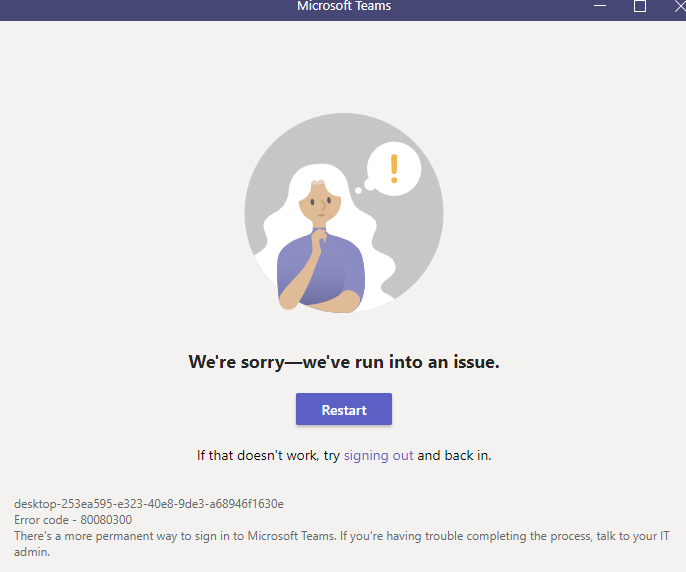 Microsoft Teams
We're sorry—we've run into an issue.
Restart
If that doesn't work, try signing out and back in.
desktop-253ea595-e323-40e8-9de3-a68946f1630e
Error code - 80080300
There's a more permanent way to sign in to Microsoft Teams. If you're having trouble completing the process, talk to your IT
admin.